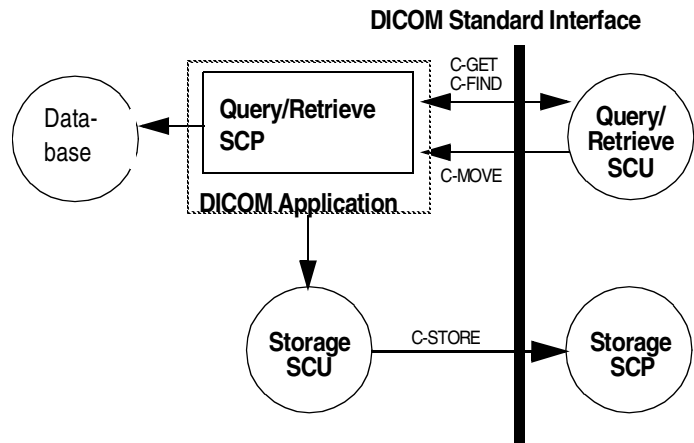 DICOM Standard Interface
C-GET
C-FIND
Query/Retrieve
SCP
Data-
base
Query/
Retrieve
SCU
C-MOVE
DICOM Application
Storage
SCU
C-STORE
Storage
SCP